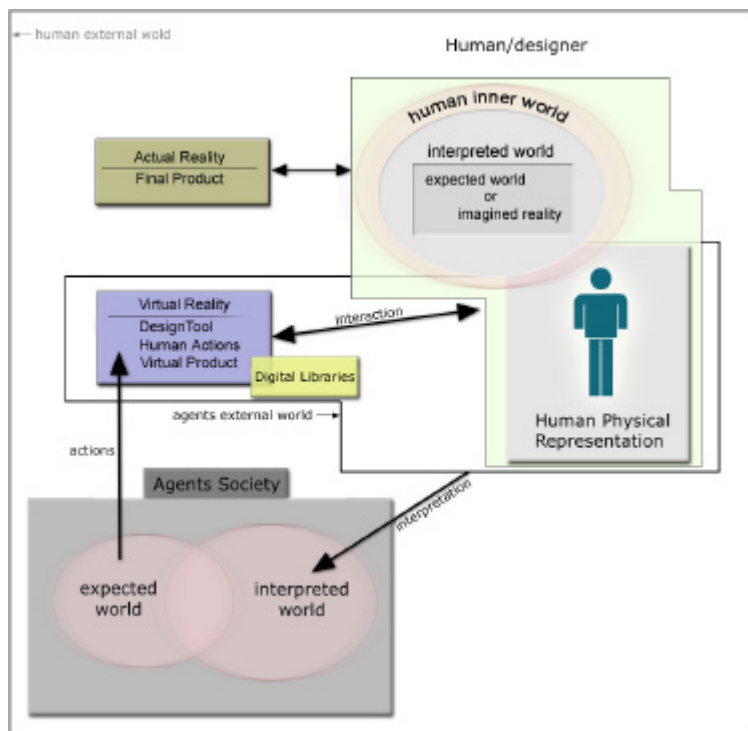 human external wold
Human/designer
human inner world
interpreted world
expected world
or
imagined reality
Actual Reality
Final Product
Virtual Reality
DesignTool
Human Actions
Virtual Product
Digital Libraries
interaction
Human Physical
Representation
agents external world
actions
Agents Society
interpretation
expected
world
interpreted
world